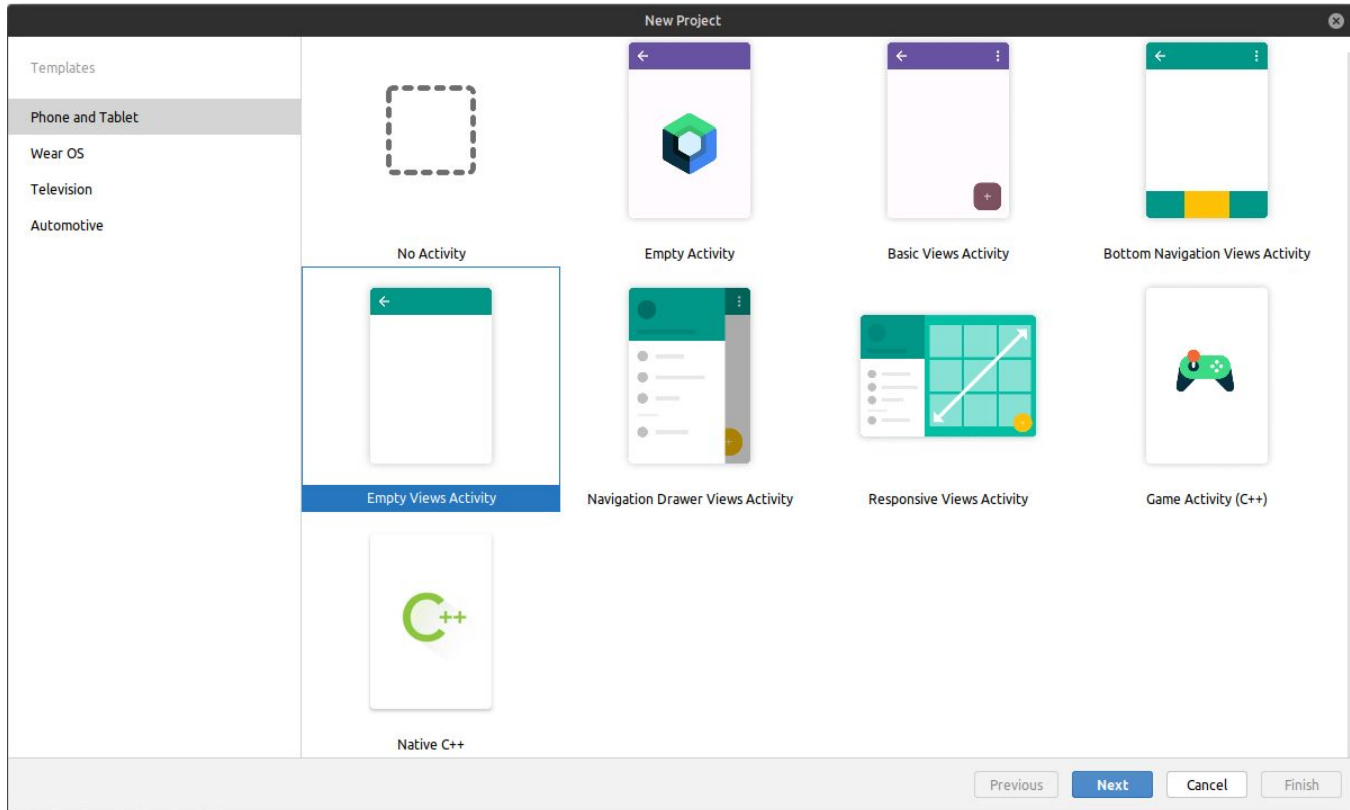 New Project
Templates
Phone and Tablet
Wear OS
Television
Automotive
No Activity
Empty Activity
Basic Views Activity
Bottom Navigation Views Activity
Empty Views Activity
Navigation Drawer Views Activity
Responsive Views Activity
Game Activity (C++)
C++
Native C++
Previous
Next
Cancel
Finish